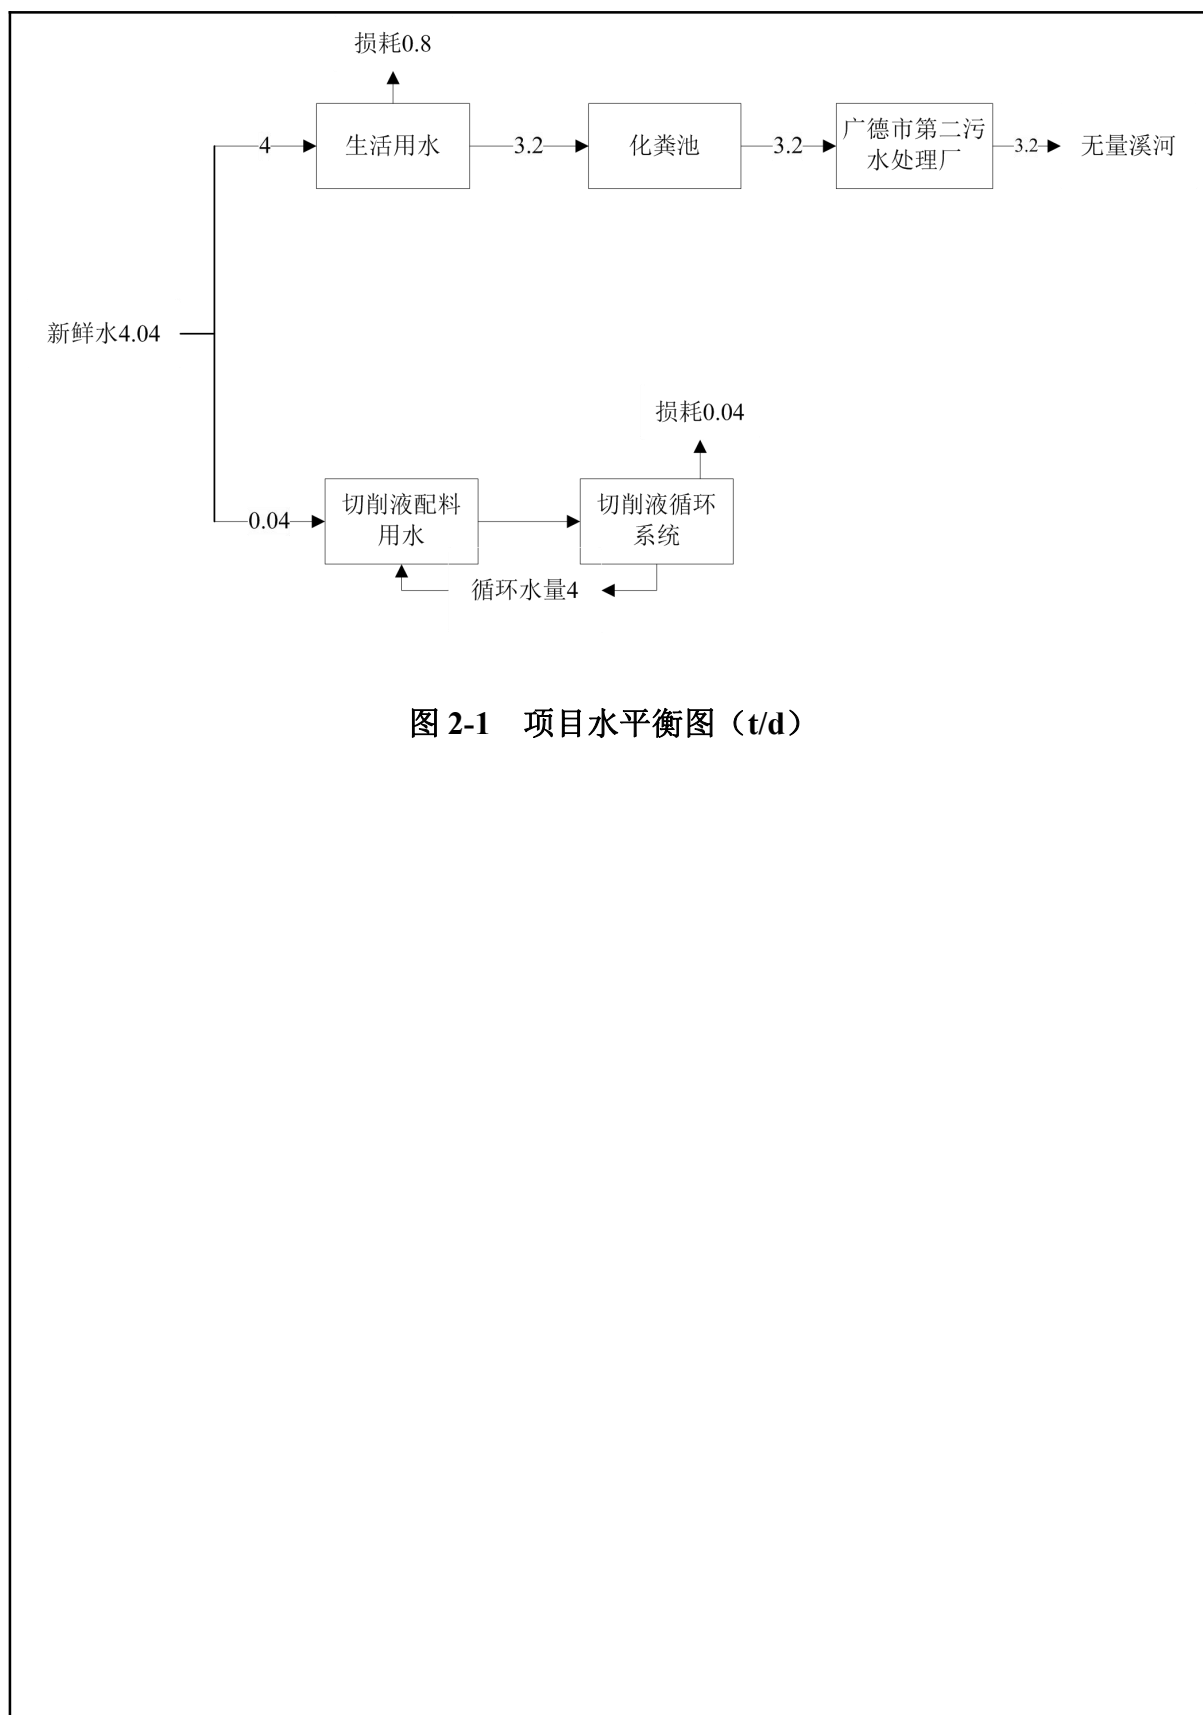 损耗0.8
4
生活用水
3.2
化粪池
3.2
广德市第二污
水处理厂
3.2
无量溪河
新鲜水4.04
损耗0.04
0.04
切削液配料
用水
切削液循环
系统
循环水量4
图 2-1 项目水平衡图（t/d）